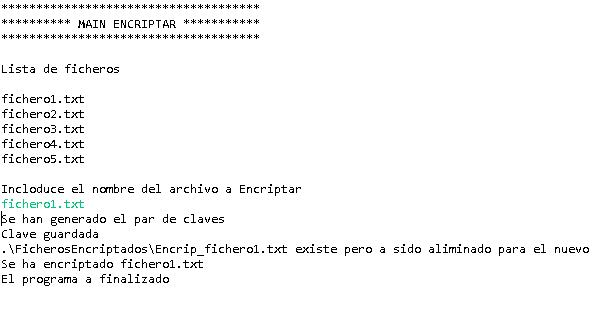 *************************************
********** MAIN ENCRIPTAR ***********
*************************************
Lista de ficheros
fichero1.txt
fichero2.txt
fichero3.txt
fichero4.txt
fichero5.txt
Incloduce el nombre del archivo a Encriptar
fichero1.txt
Se han generado el par de claves
Clave guardada
.\FicherosEncriptados\Encrip_fichero1.txt existe pero a sido aliminado para el nuevo
Se ha encriptado fichero1.txt
El programa a finalizado